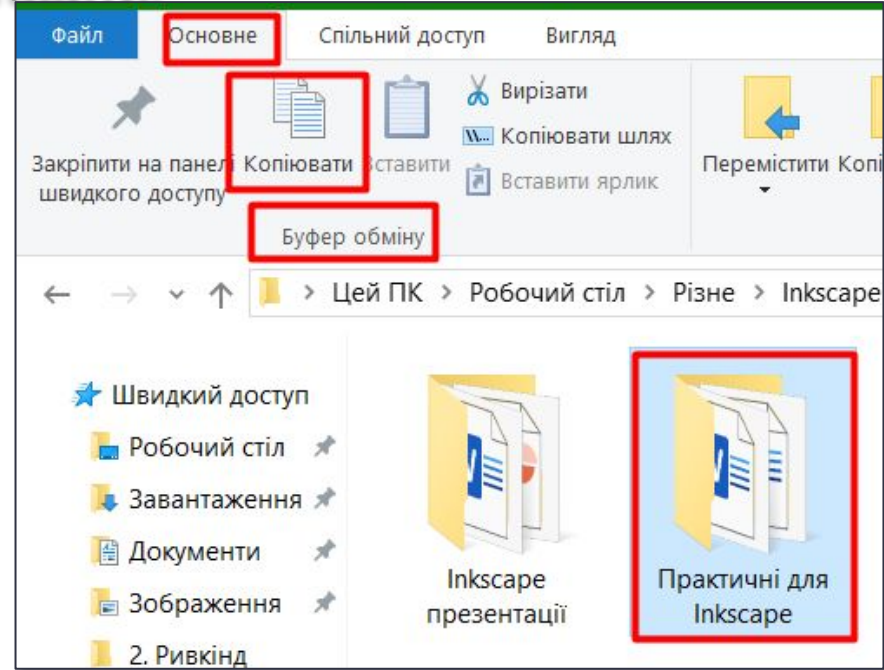 Файл Основне Спільний доступ Вигляд
Закріпити на панелі
швидкого доступу
Копіювати
Вставити
Вирізати
Копіювати шлях
Вставити ярлик
Перемістити Копі
Буфер обміну
Цей ПК > Робочий стіл > Різне > Inkscape
Швидкий доступ
Робочий стіл
Завантаження
Документи
Зображення
2. Ривкінд
Inkscape
презентації
Практичні для
Inkscape